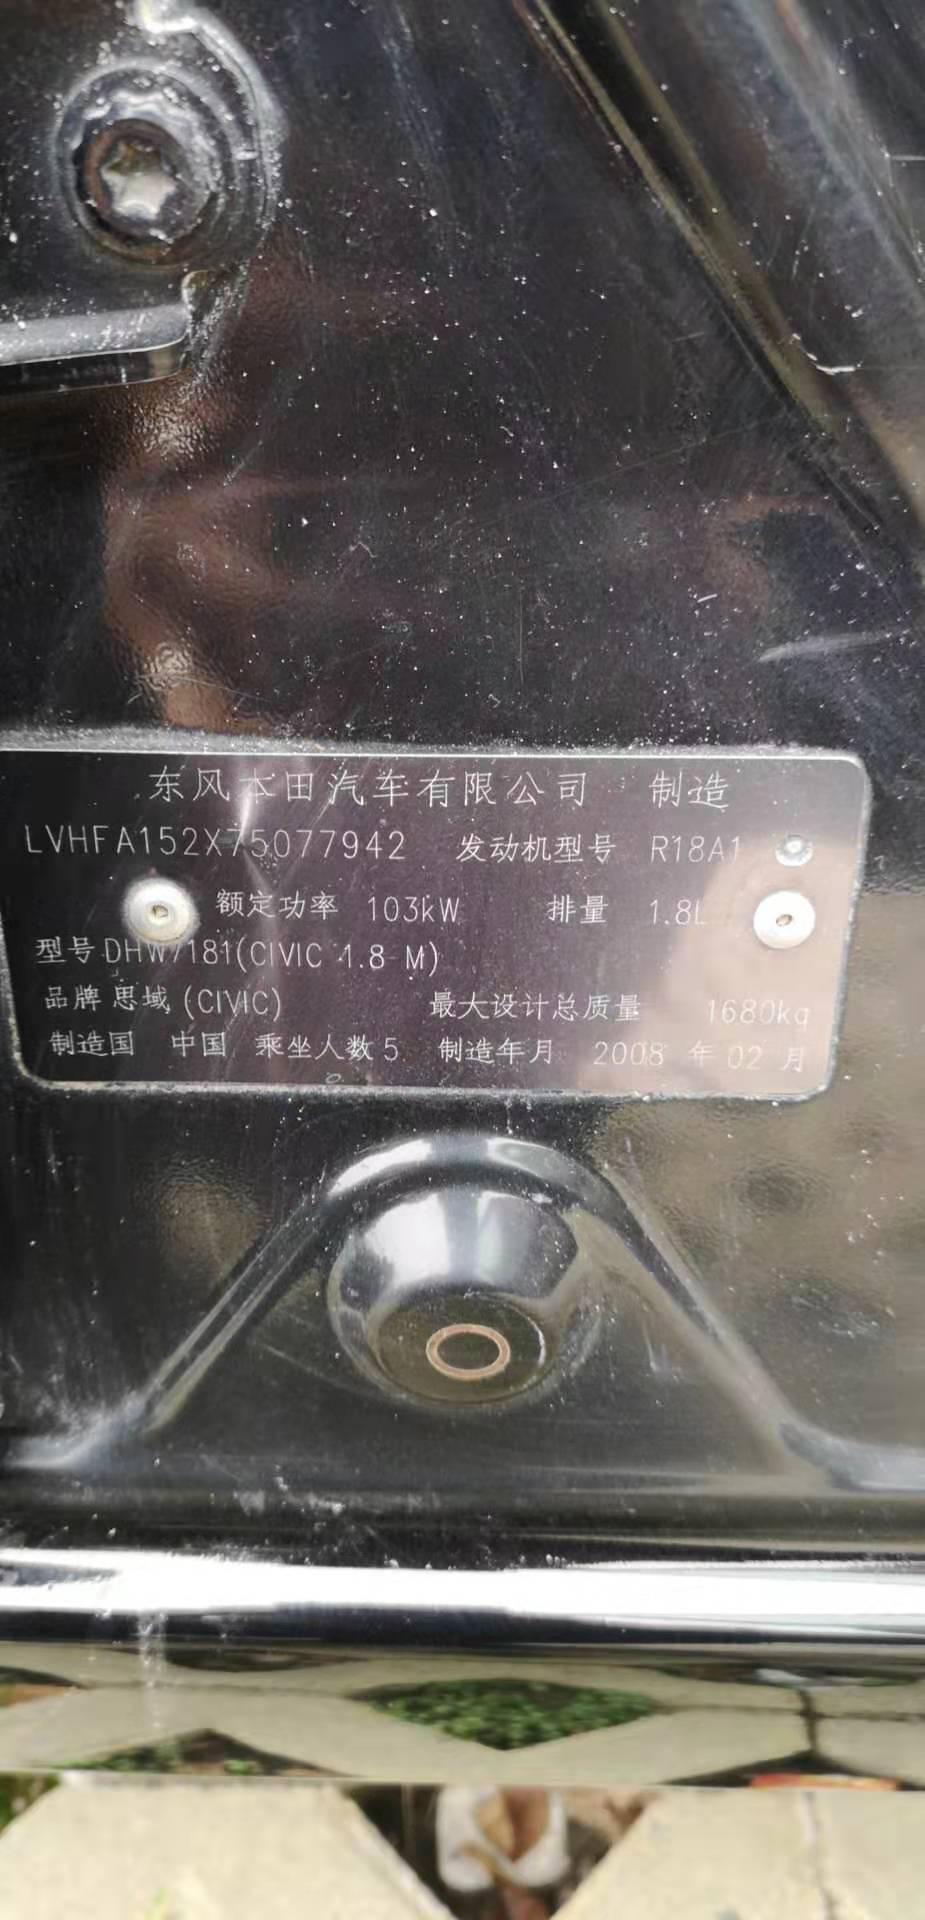 东风本田汽车有限公司 制造
LVHFA152X75077942 发动机型号 R18A1
额定功率 103kW 排量 1.8L
型号 DHW7181(CIVIC 1.8 M)
品牌 思域 (CIVIC) 最大设计总质量 1680kg
制造国 中国 乘坐人数 5 制造年月 2008 年 02 月